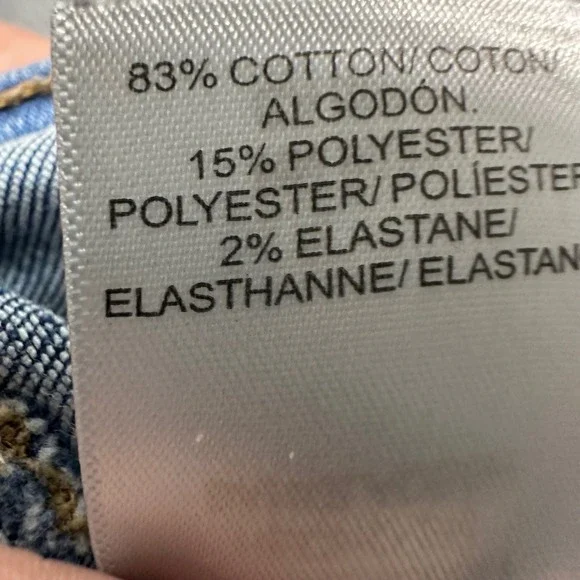 83% COTTON/COTON/
ALGODÓN.
15% POLYESTER/
POLYESTER/POLÍESTER
2% ELASTANE/
ELASTHANNE/ELASTAN